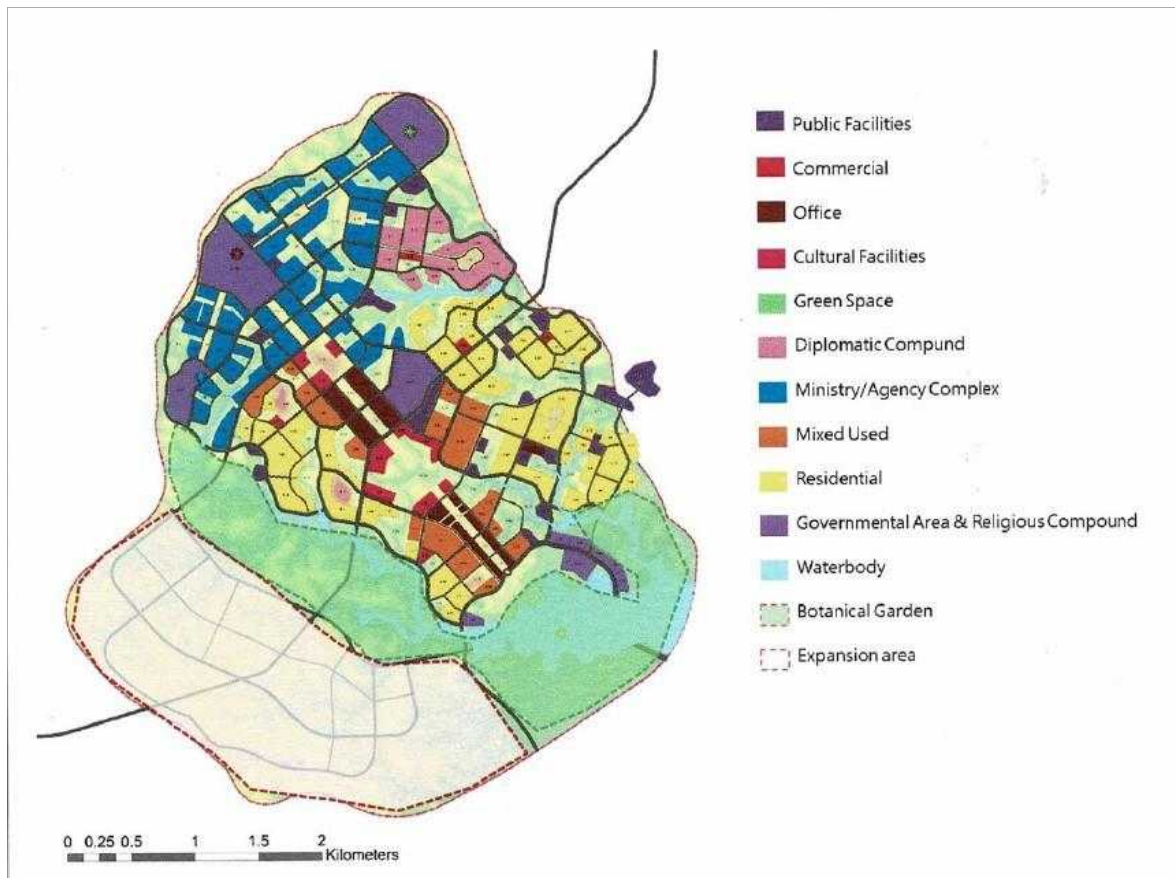 Public Facilities
Commercial
Office
Cultural Facilities
Green Space
Diplomatic Compund
Ministry/Agency Complex
Mixed Used
Residential
Governmental Area & Religious Compound
Waterbody
Botanical Garden
Expansion area
0 0.25 0.5 1 1.5 2
Kilometers